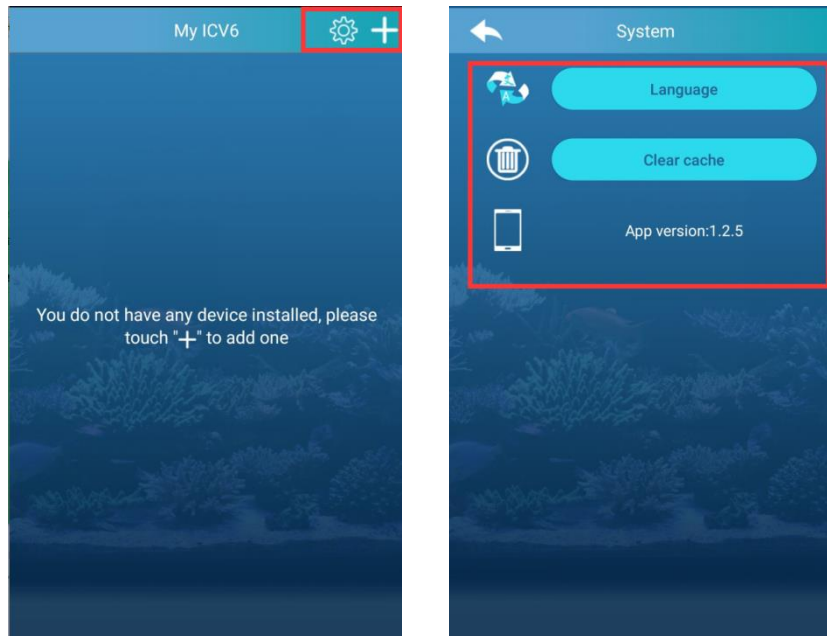 My ICV6
You do not have any device installed, please
touch "+" to add one
System
Language
Clear cache
App version:1.2.5